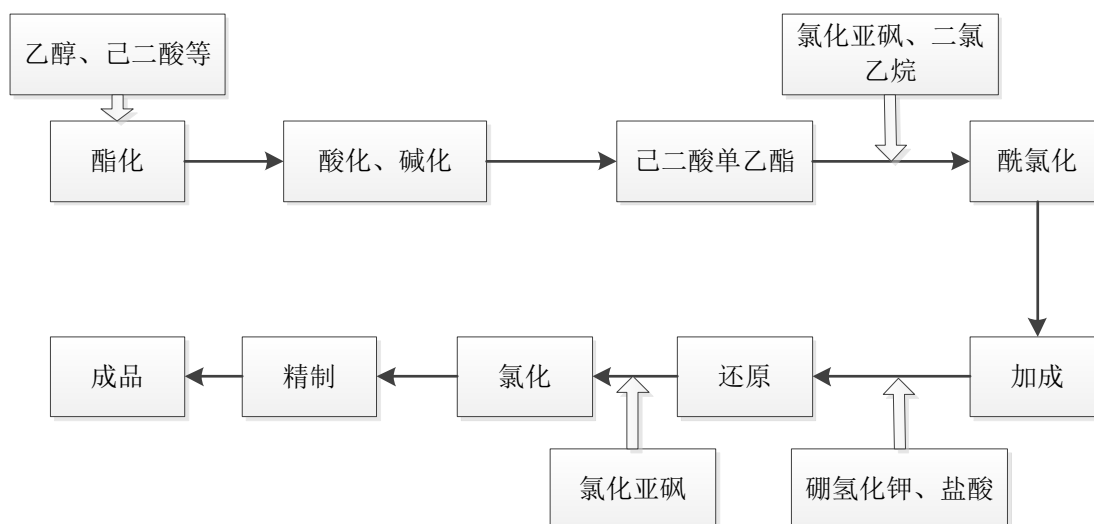 乙醇、己二酸等
氯化亚砜、二氯
乙烷
酯化
酸化、碱化
己二酸单乙酯
酰氯化
成品
精制
氯化
还原
加成
氯化亚砜
硼氢化钾、盐酸